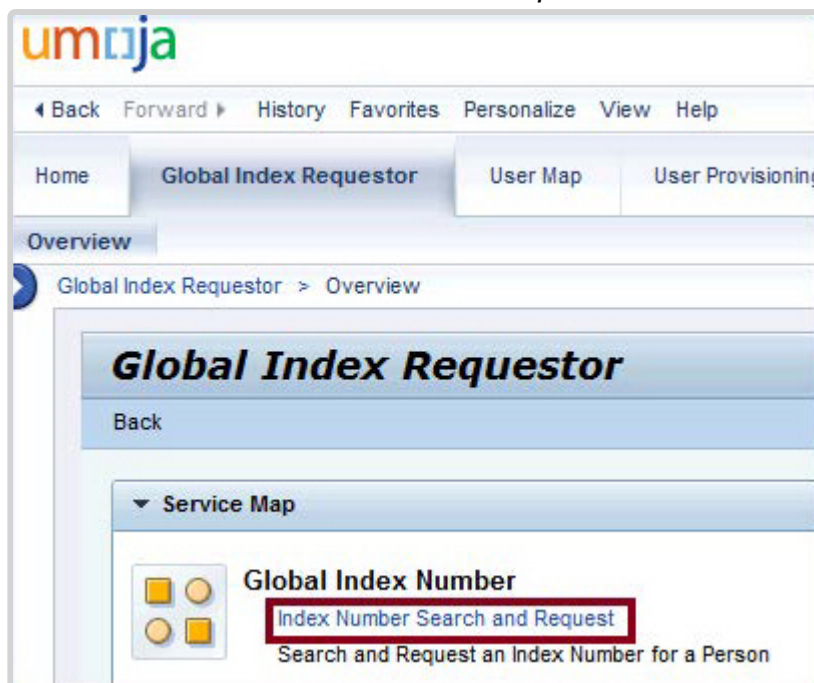 umoja
Back Forward History Favorites Personalize View Help
Home Global Index Requestor User Map User Provisioning
Overview
Global Index Requestor > Overview
Global Index Requestor
Back
Service Map
Global Index Number
Index Number Search and Request
Search and Request an Index Number for a Person